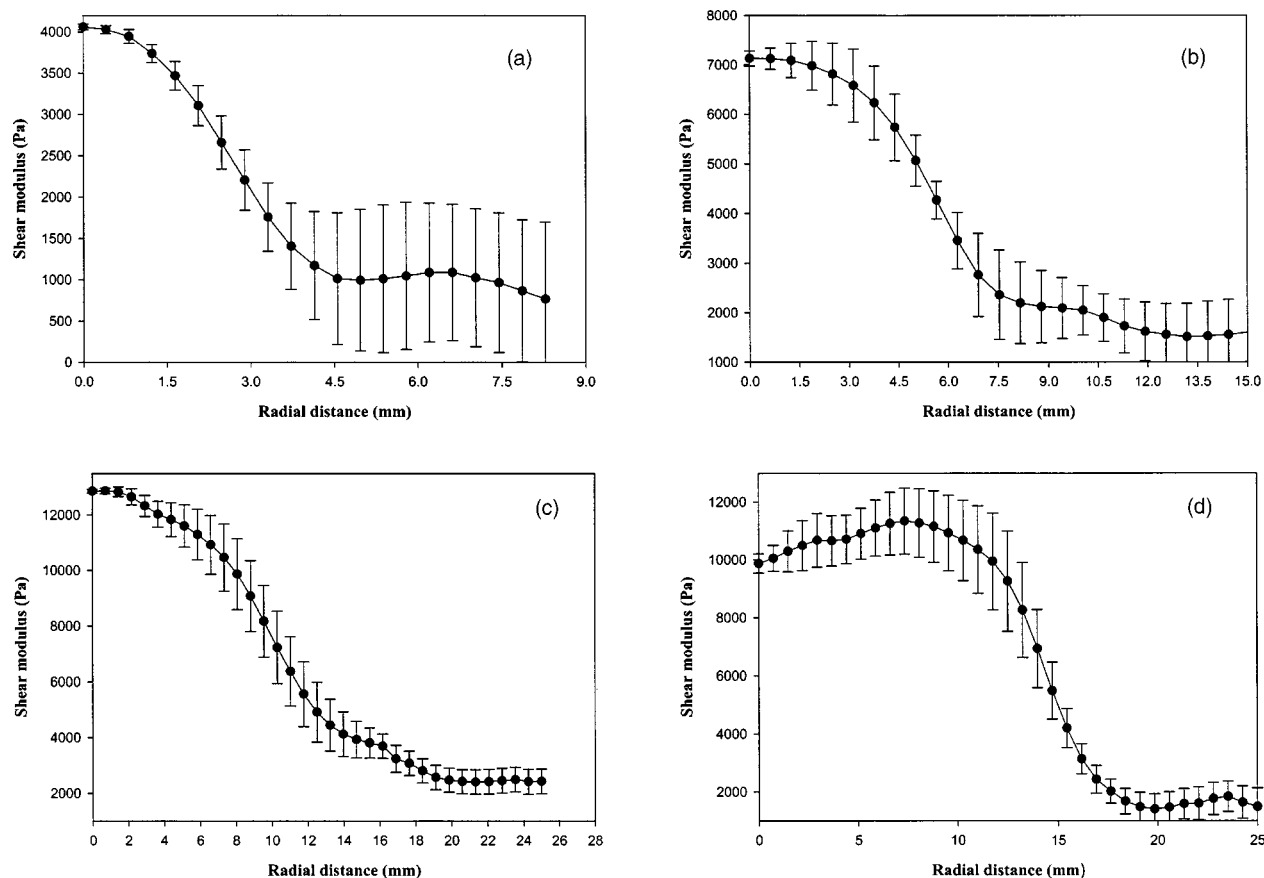 (a)
Shear modulus (Pa)
4000
3500
3000
2500
2000
1500
1000
500
0
0.0 1.5 3.0 4.5 6.0 7.5 9.0
Radial distance (mm)
(b)
Shear modulus (Pa)
8000
7000
6000
5000
4000
3000
2000
1000
0.0 1.5 3.0 4.5 6.0 7.5 9.0 10.5 12.0 13.5 15.0
Radial distance (mm)
(c)
Shear modulus (Pa)
12000
10000
8000
6000
4000
2000
0 2 4 6 8 10 12 14 16 18 20 22 24 26 28
Radial distance (mm)
(d)
Shear modulus (Pa)
12000
10000
8000
6000
4000
2000
0 5 10 15 20 25
Radial distance (mm)